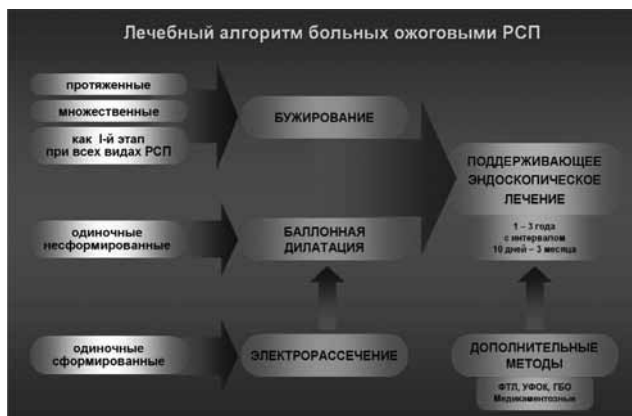 Лечебный алгоритм больных ожоговыми РСП
протяженные
множественные
как I-й этап
при всех видах РСП
БУЖИРОВАНИЕ
ПОДДЕРЖИВАЮЩЕЕ
ЭНДОСКОПИЧЕСКОЕ
ЛЕЧЕНИЕ
1 – 3 года
с интервалом
10 дней – 3 месяца
одиночные
несформированные
БАЛЛОННАЯ
ДИЛАТАЦИЯ
одиночные
сформированные
ЭЛЕКТРОРАССЕЧЕНИЕ
ДОПОЛНИТЕЛЬНЫЕ
МЕТОДЫ
ФТЛ, УФОК, ГБО
Медикаментозные